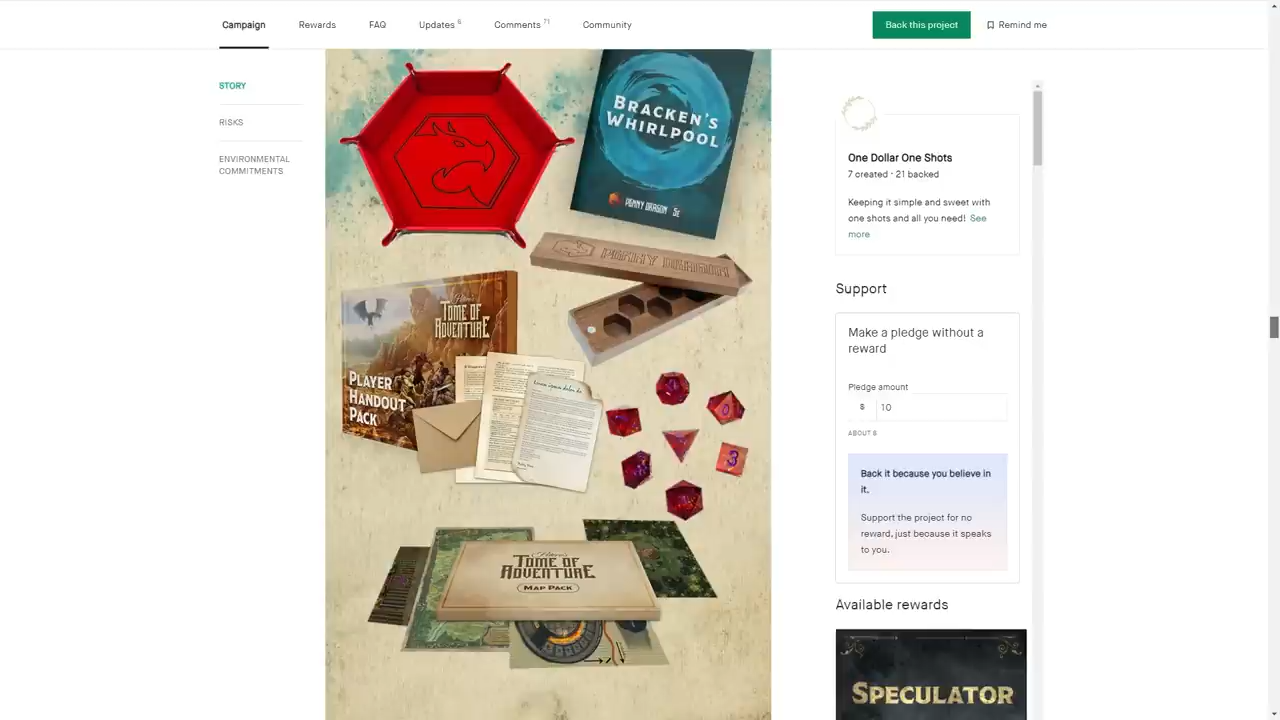 Campaign
Rewards
FAQ
Updates 6
Comments 71
Community
Back this project
Remind me
STORY
RISKS
ENVIRONMENTAL
COMMITMENTS
BRACKEN'S
WHIRLPOOL
PENNY DRAGON 5E
PENNY DRAGON
TOME OF
ADVENTURE
PLAYER
HANDOUT
PACK
0
3
TOME OF
ADVENTURE
MAP PACK
One Dollar One Shots
7 created · 21 backed
Keeping it simple and sweet with
one shots and all you need! See
more
Support
Make a pledge without a
reward
Pledge amount
$ 10
ABOUT $
Back it because you believe in
it.
Support the project for no
reward, just because it speaks
to you.
Available rewards
SPECULATOR